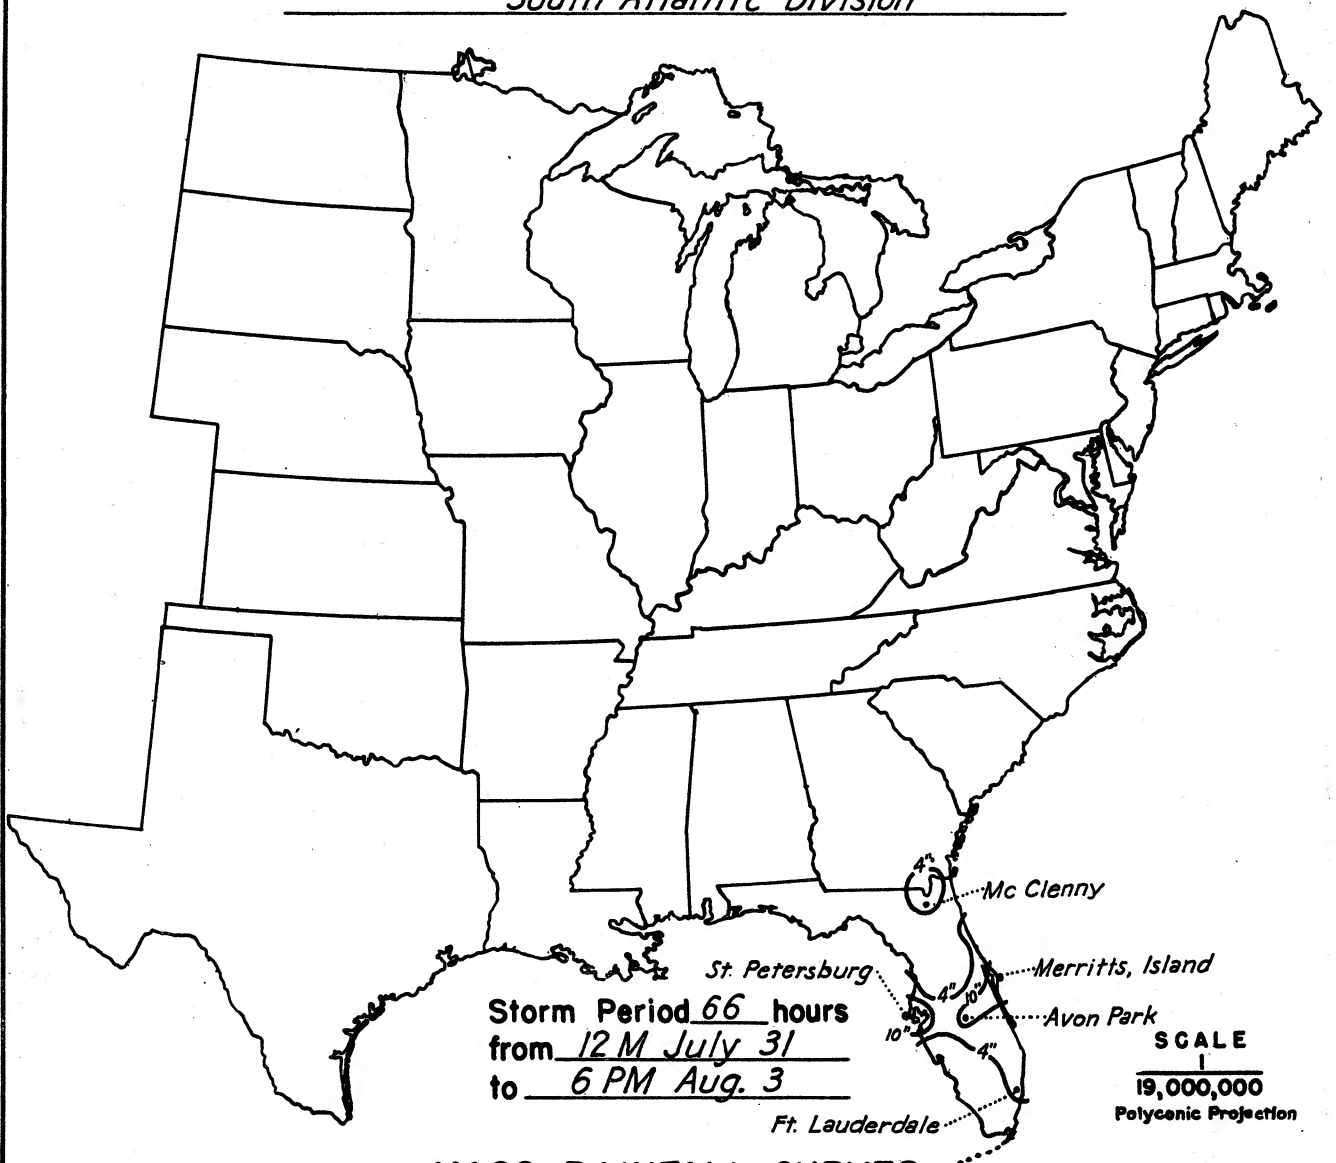 South Atlantic Division
4"
Mc Clenny
St. Petersburg
Merritts, Island
4"
10"
Avon Park
10"
4"
Storm Period 66 hours
from 12 M July 31
to 6 PM Aug. 3
SCALE
1
19,000,000
Polyconic Projection
Ft. Lauderdale
MASS RAINFALL CURVES